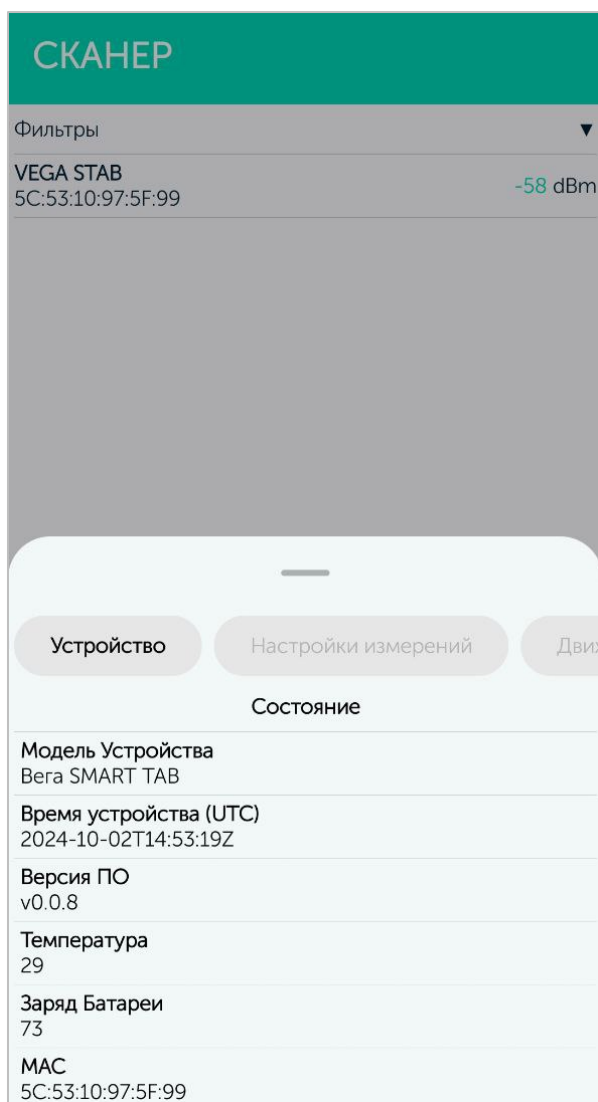 СКАНЕР
Фильтры ▼
VEGA STAB
5C:53:10:97:5F:99
-58 dBm
Устройство Настройки измерений
Состояние
Модель Устройства
Вега SMART TAB
Время устройства (UTC)
2024-10-02T14:53:19Z
Версия ПО
v0.0.8
Температура
29
Заряд Батареи
73
MAC
5C:53:10:97:5F:99